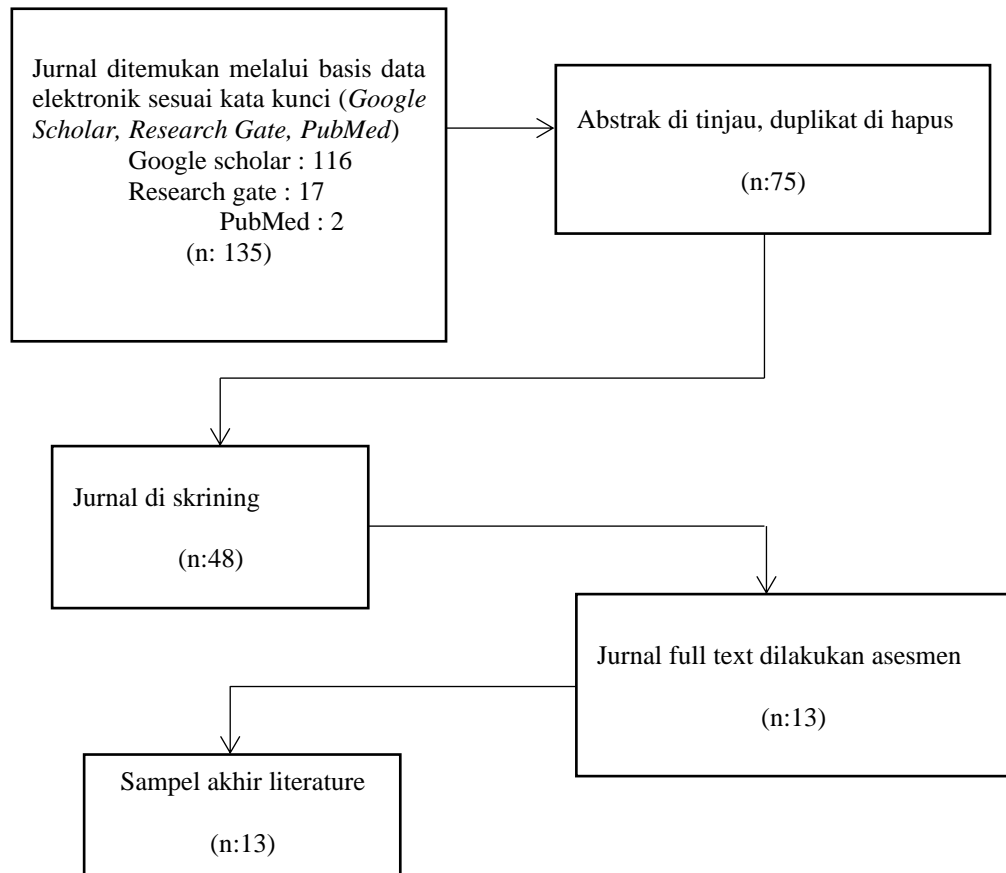 Jurnal ditemukan melalui basis data
elektronik sesuai kata kunci (Google
Scholar, Research Gate, PubMed)
Google scholar : 116
Research gate : 17
PubMed : 2
(n: 135)
Abstrak di tinjau, duplikat di hapus
(n:75)
Jurnal di skrining
(n:48)
Jurnal full text dilakukan asesmen
(n:13)
Sampel akhir literature
(n:13)